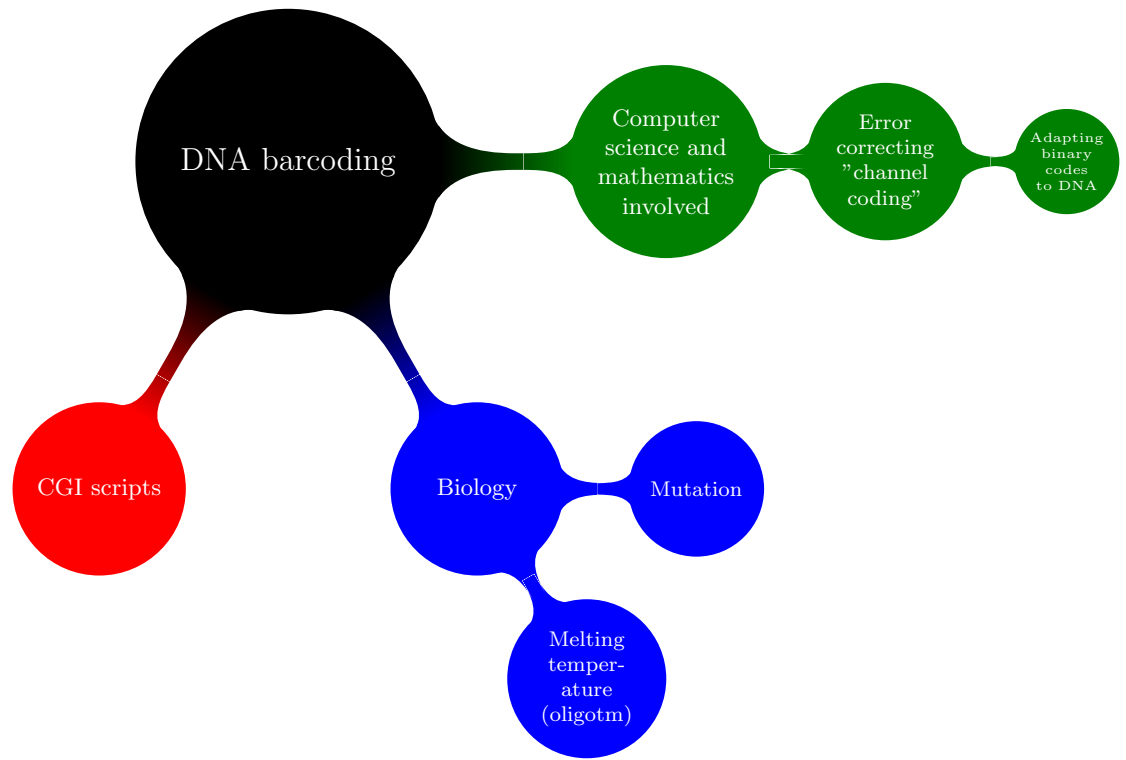 DNA barcoding
Computer
science and
mathematics
involved
Error
correcting
"channel
coding"
Adapting
binary
codes
to DNA
CGI scripts
Biology
Mutation
Melting
temper-
ature
(oligotm)